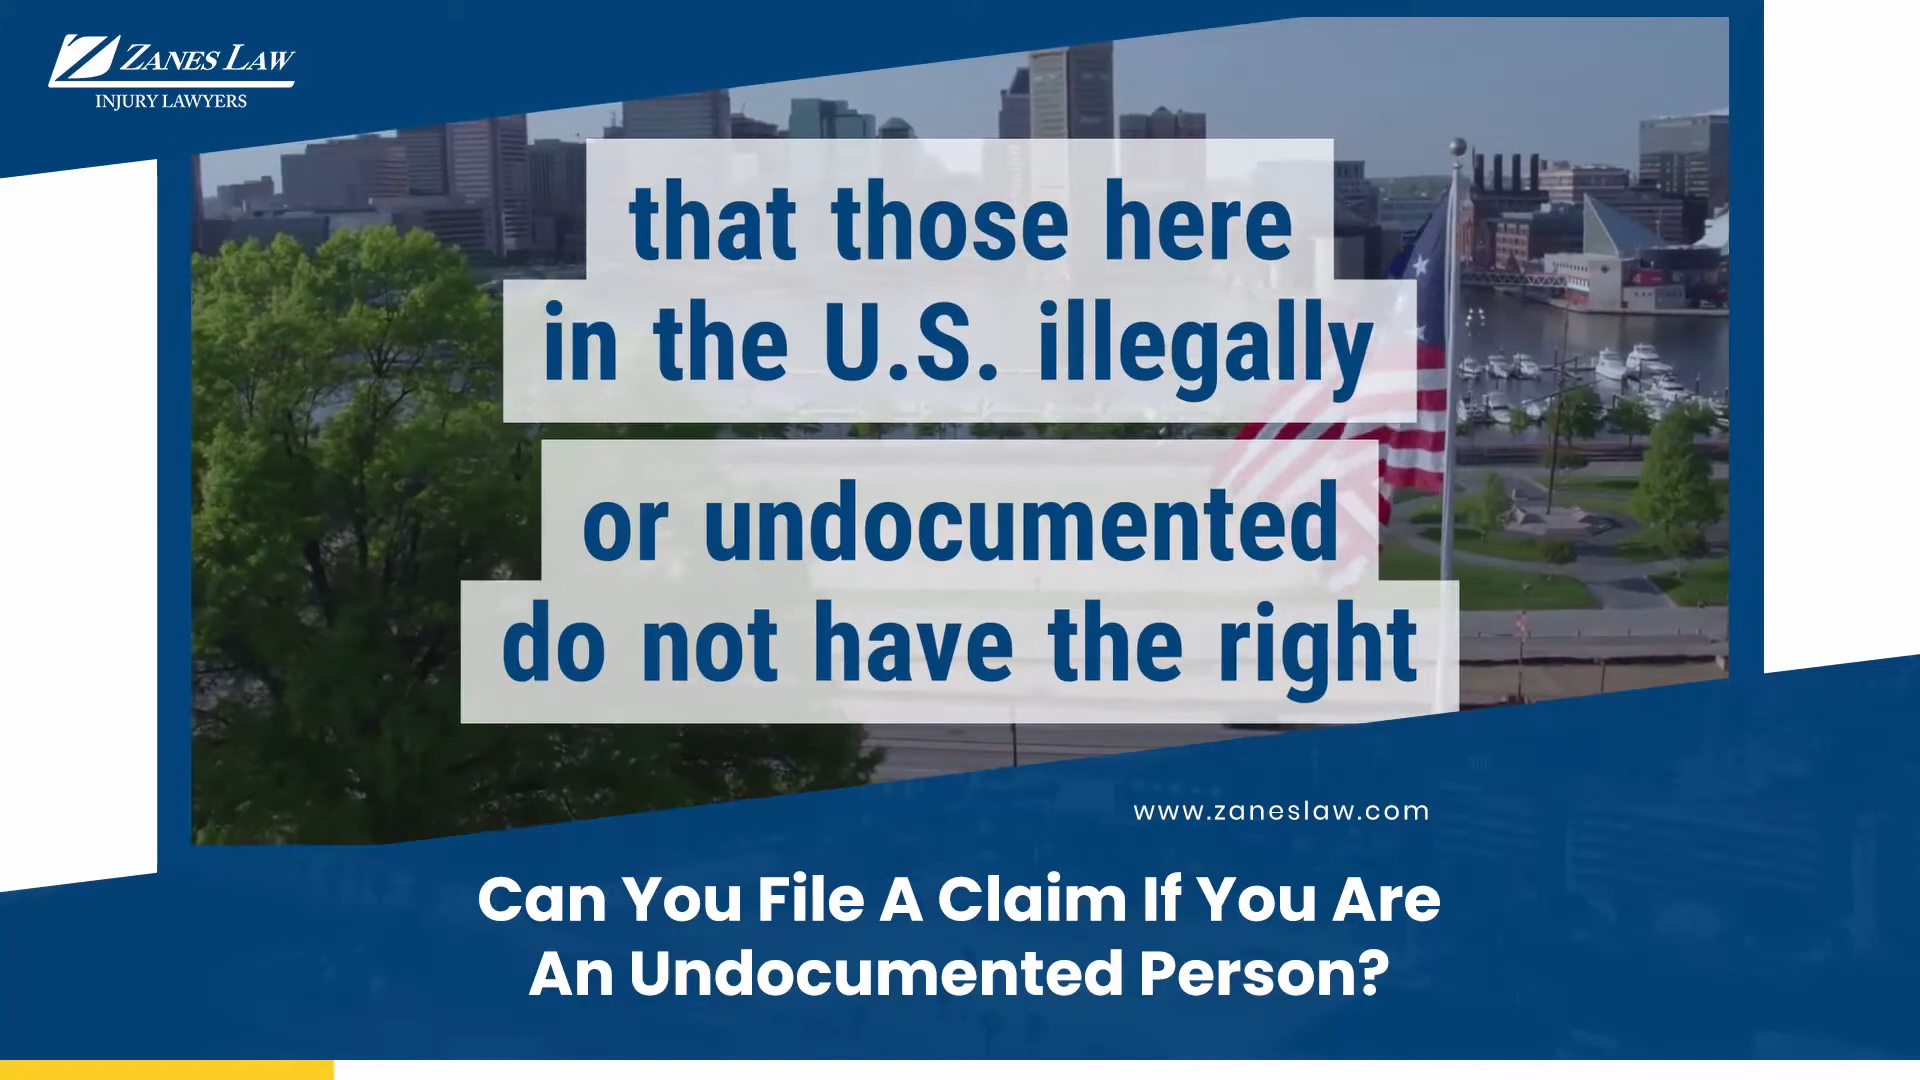 ZANES LAW
INJURY LAWYERS
that those here
in the U.S. illegally
or undocumented
do not have the right
www.zaneslaw.com
Can You File A Claim If You Are
An Undocumented Person?